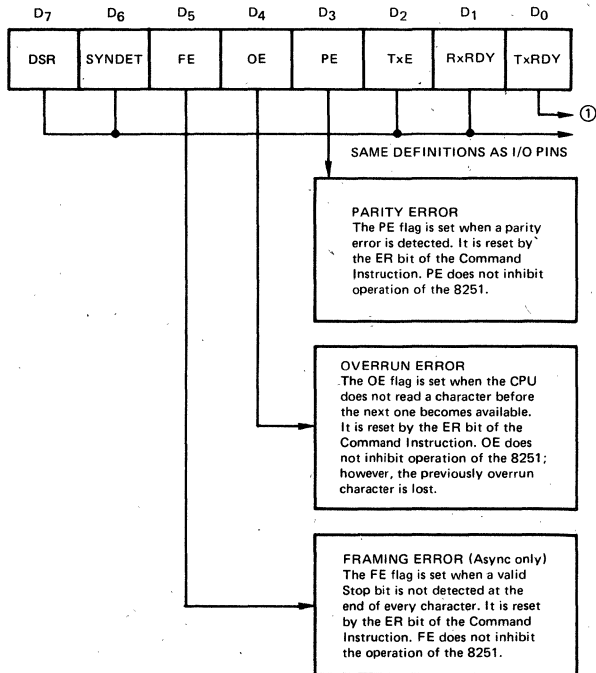 D7 D6 D5 D4 D3 D2 D1 D0
DSR SYNDET FE OE PE TxE RxRDY TxRDY
①
SAME DEFINITIONS AS I/O PINS
PARITY ERROR
The PE flag is set when a parity
error is detected. It is reset by
the ER bit of the Command
Instruction. PE does not inhibit
operation of the 8251.
OVERRUN ERROR
The OE flag is set when the CPU
does not read a character before
the next one becomes available.
It is reset by the ER bit of the
Command Instruction. OE does
not inhibit operation of the 8251;
however, the previously overrun
character is lost.
FRAMING ERROR (Async only)
The FE flag is set when a valid
Stop bit is not detected at the
end of every character. It is reset
by the ER bit of the Command
Instruction. FE does not inhibit
the operation of the 8251.